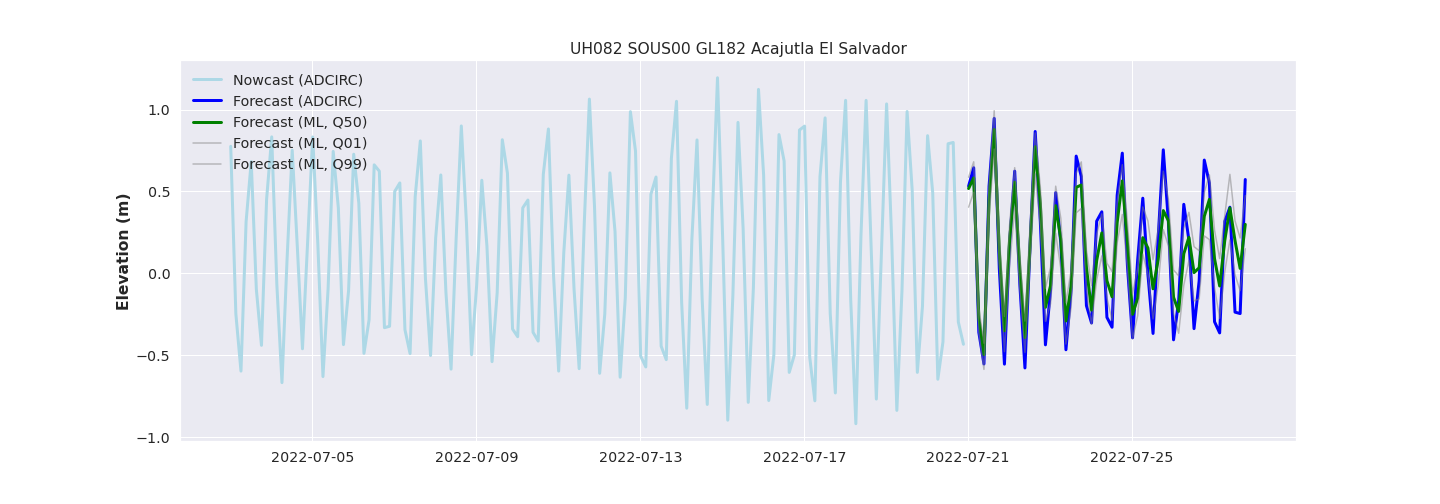 UH082 SOUS00 GL182 Acajutla El Salvador
Nowcast (ADCIRC)
Forecast (ADCIRC)
Forecast (ML, Q50)
Forecast (ML, Q01)
Forecast (ML, Q99)
Elevation (m)
1.0
0.5
0.0
−0.5
−1.0
2022-07-05
2022-07-09
2022-07-13
2022-07-17
2022-07-21
2022-07-25